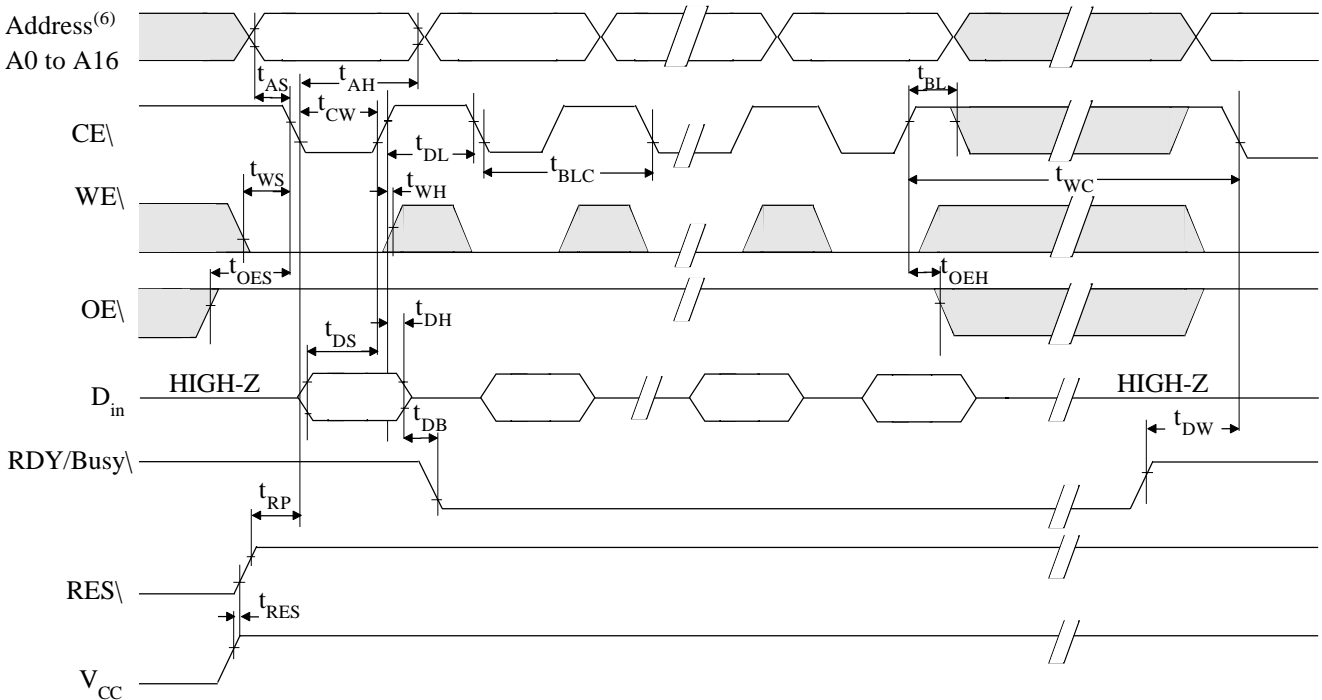 Address(6)
A0 to A16
tAS
tAH
tBL
tCW
CE\
tDL
tBLC
tWS
tWC
WE\
tWH
tOES
tOEH
OE\
tDH
tDS
HIGH-Z
HIGH-Z
Din
tDB
tDW
RDY/Busy\
tRP
RES\
tRES
VCC